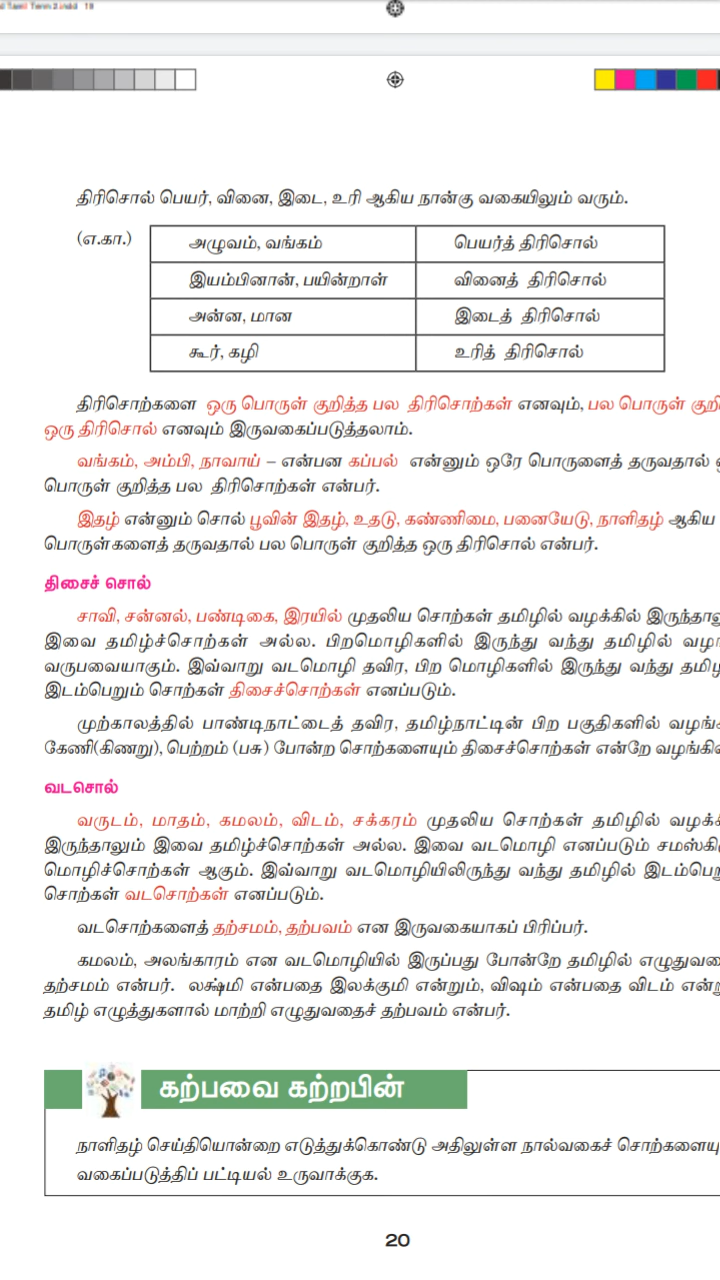 d Tamil Term 2.indd 19
திரிசொல் பெயர், வினை, இடை, உரி ஆகிய நான்கு வகையிலும் வரும்.
(எ.கா.) அழுவம், வங்கம் பெயர்த் திரிசொல்
இயம்பினான், பயின்றாள் வினைத் திரிசொல்
அன்ன, மான இடைத் திரிசொல்
கூர், கழி உரித் திரிசொல்
திரிசொற்களை ஒரு பொருள் குறித்த பல திரிசொற்கள் எனவும், பல பொருள் குறி
ஒரு திரிசொல் எனவும் இருவகைப்படுத்தலாம்.
வங்கம், அம்பி, நாவாய் – என்பன கப்பல் என்னும் ஒரே பொருளைத் தருவதால் ஒ
பொருள் குறித்த பல திரிசொற்கள் என்பர்.
இதழ் என்னும் சொல் பூவின் இதழ், உதடு, கண்ணிமை, பனையேடு, நாளிதழ் ஆகிய
பொருள்களைத் தருவதால் பல பொருள் குறித்த ஒரு திரிசொல் என்பர்.
திசைச் சொல்
சாவி, சன்னல், பண்டிகை, இரயில் முதலிய சொற்கள் தமிழில் வழக்கில் இருந்தாலு
இவை தமிழ்ச்சொற்கள் அல்ல. பிறமொழிகளில் இருந்து வந்து தமிழில் வழங
வருபவையாகும். இவ்வாறு வடமொழி தவிர, பிற மொழிகளில் இருந்து வந்து தமிழி
இடம்பெறும் சொற்கள் திசைச்சொற்கள் எனப்படும்.
முற்காலத்தில் பாண்டிநாட்டைத் தவிர, தமிழ்நாட்டின் பிற பகுதிகளில் வழங்க
கேணி(கிணறு), பெற்றம் (பசு) போன்ற சொற்களையும் திசைச்சொற்கள் என்றே வழங்கின
வடசொல்
வருடம், மாதம், கமலம், விடம், சக்கரம் முதலிய சொற்கள் தமிழில் வழக்கி
இருந்தாலும் இவை தமிழ்ச்சொற்கள் அல்ல. இவை வடமொழி எனப்படும் சமஸ்கிரு
மொழிச்சொற்கள் ஆகும். இவ்வாறு வடமொழியிலிருந்து வந்து தமிழில் இடம்பெறு
சொற்கள் வடசொற்கள் எனப்படும்.
வடசொற்களைத் தற்சமம், தற்பவம் என இருவகையாகப் பிரிப்பர்.
கமலம், அலங்காரம் என வடமொழியில் இருப்பது போன்றே தமிழில் எழுதுவதை
தற்சமம் என்பர். லக்ஷ்மி என்பதை இலக்குமி என்றும், விஷம் என்பதை விடம் என்று
தமிழ் எழுத்துகளால் மாற்றி எழுதுவதைச் தற்பவம் என்பர்.
கற்பவை கற்றபின்
நாளிதழ் செய்தியொன்றை எடுத்துக்கொண்டு அதிலுள்ள நால்வகைச் சொற்களையு
வகைப்படுத்திப் பட்டியல் உருவாக்குக.
20